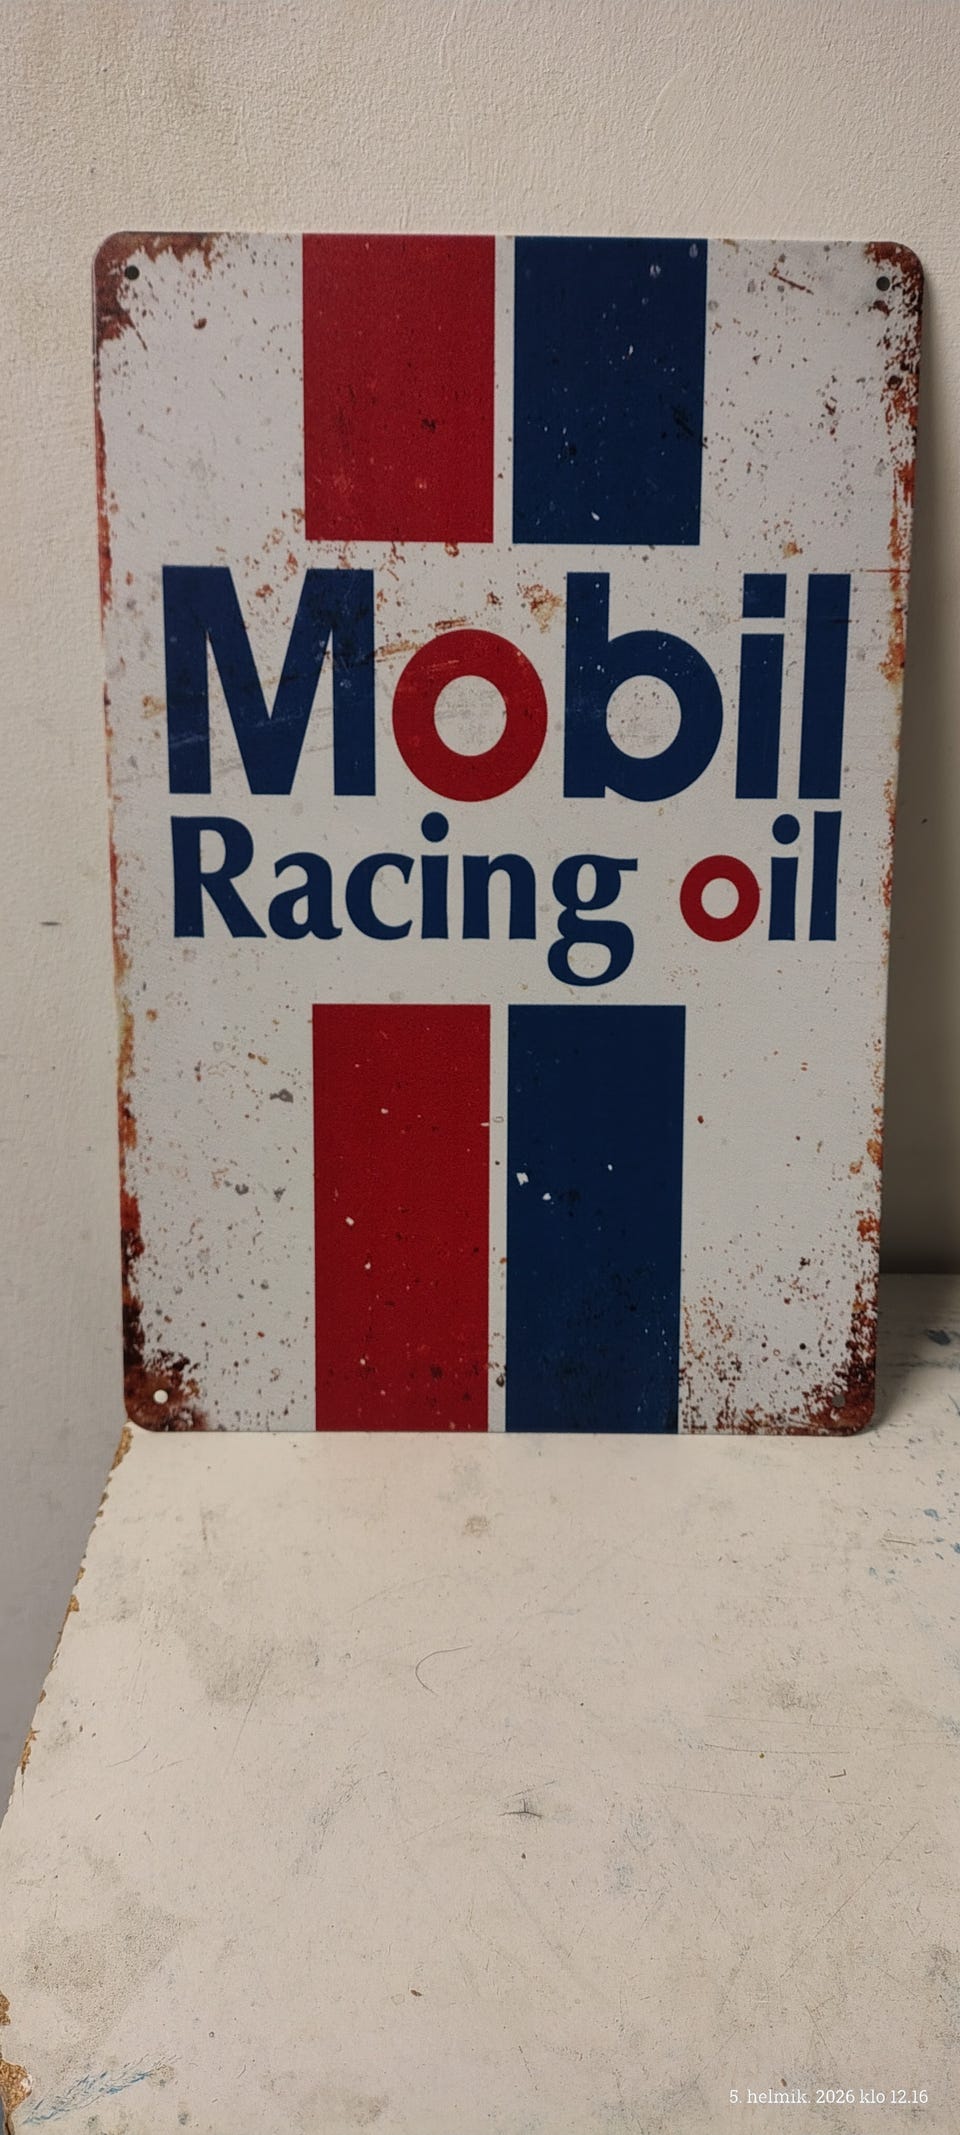 Mobil
Racing oil
5. helmik. 2026 klo 12.16